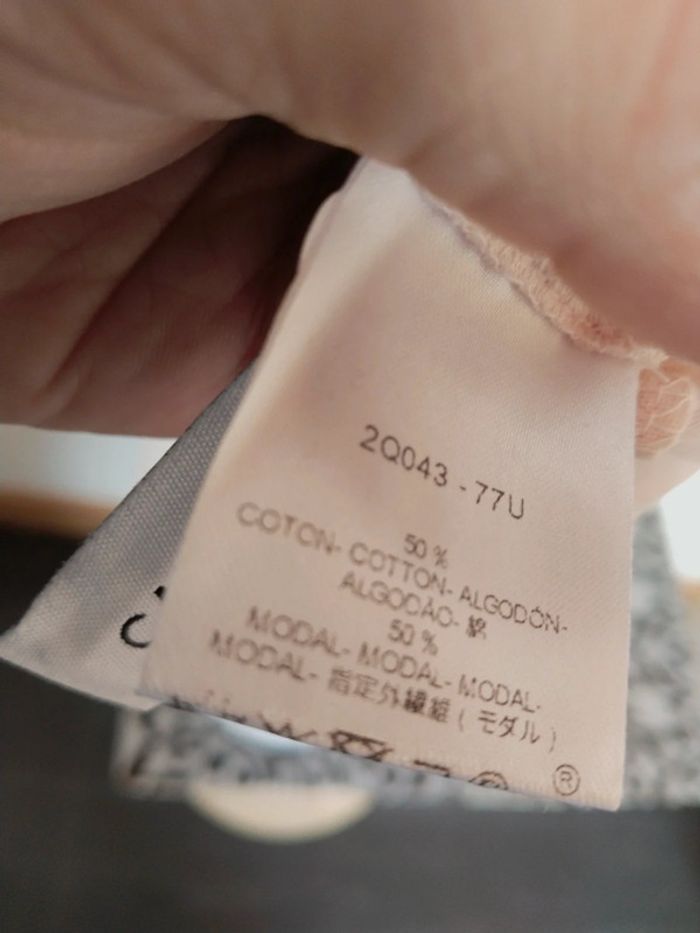 2Q043 - 77U
50 %
COTON- COTTON- ALGODÓN-
ALGODÃO- 綿
50 %
MODAL- MODAL- MODAL-
MODAL- 指定外繊維 ( モダル )
®